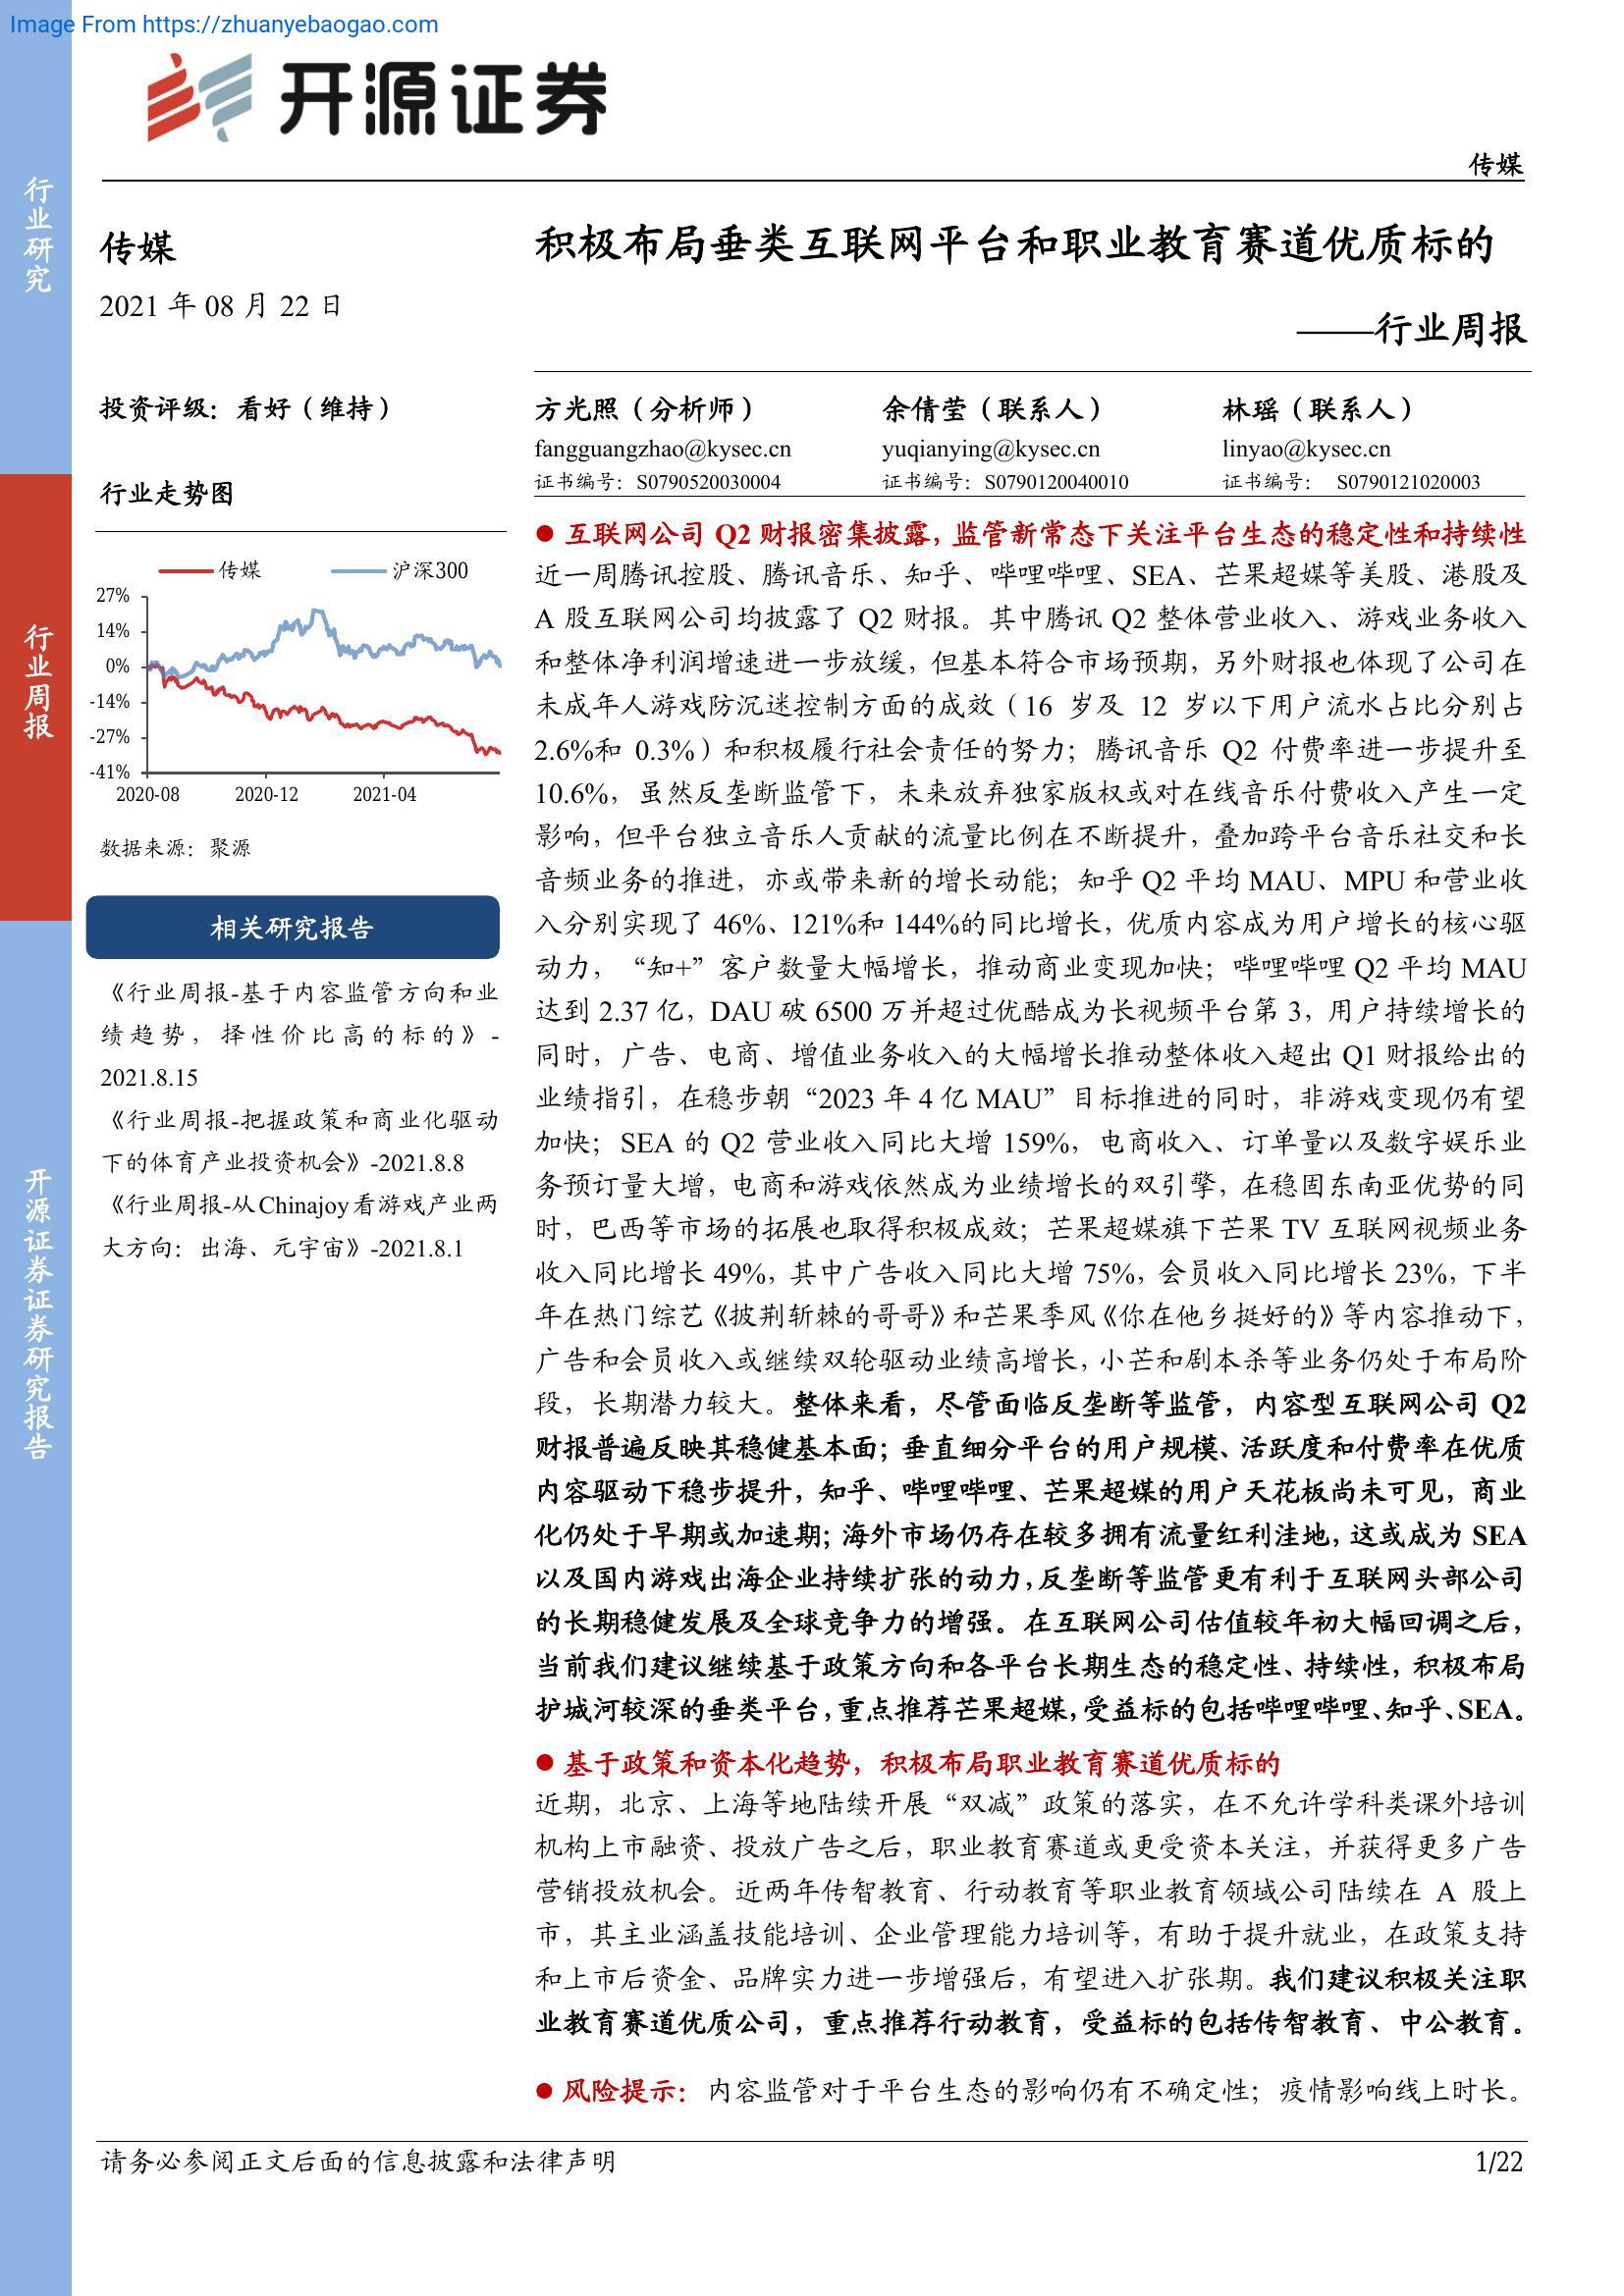 Image From https://zhuanyebaogao.com
开源证券
传媒
行业研究
行业周报
开源证券证券研究报告
传媒
2021 年 08 月 22 日
投资评级：看好（维持）
行业走势图
传媒 沪深300
27%
14%
0%
-14%
-27%
-41%
2020-08 2020-12 2021-04
数据来源：聚源
相关研究报告
《行业周报-基于内容监管方向和业
绩趋势，择性价比高的标的》-
2021.8.15
《行业周报-把握政策和商业化驱动
下的体育产业投资机会》-2021.8.8
《行业周报-从Chinajoy看游戏产业两
大方向：出海、元宇宙》-2021.8.1
积极布局垂类互联网平台和职业教育赛道优质标的
——行业周报
方光照（分析师） 余倩莹（联系人） 林瑶（联系人）
fangguangzhao@kysec.cn yuqianying@kysec.cn linyao@kysec.cn
证书编号：S0790520030004 证书编号：S0790120040010 证书编号： S0790121020003
● 互联网公司 Q2 财报密集披露，监管新常态下关注平台生态的稳定性和持续性
近一周腾讯控股、腾讯音乐、知乎、哔哩哔哩、SEA、芒果超媒等美股、港股及
A 股互联网公司均披露了 Q2 财报。其中腾讯 Q2 整体营业收入、游戏业务收入
和整体净利润增速进一步放缓，但基本符合市场预期，另外财报也体现了公司在
未成年人游戏防沉迷控制方面的成效（16 岁及 12 岁以下用户流水占比分别占
2.6%和 0.3%）和积极履行社会责任的努力；腾讯音乐 Q2 付费率进一步提升至
10.6%，虽然反垄断监管下，未来放弃独家版权或对在线音乐付费收入产生一定
影响，但平台独立音乐人贡献的流量比例在不断提升，叠加跨平台音乐社交和长
音频业务的推进，亦或带来新的增长动能；知乎 Q2 平均 MAU、MPU 和营业收
入分别实现了 46%、121%和 144%的同比增长，优质内容成为用户增长的核心驱
动力，“知+”客户数量大幅增长，推动商业变现加快；哔哩哔哩 Q2 平均 MAU
达到 2.37 亿，DAU 破 6500 万并超过优酷成为长视频平台第 3，用户持续增长的
同时，广告、电商、增值业务收入的大幅增长推动整体收入超出 Q1 财报给出的
业绩指引，在稳步朝“2023 年 4 亿 MAU”目标推进的同时，非游戏变现仍有望
加快；SEA 的 Q2 营业收入同比大增 159%，电商收入、订单量以及数字娱乐业
务预订量大增，电商和游戏依然成为业绩增长的双引擎，在稳固东南亚优势的同
时，巴西等市场的拓展也取得积极成效；芒果超媒旗下芒果 TV 互联网视频业务
收入同比增长 49%，其中广告收入同比大增 75%，会员收入同比增长 23%，下半
年在热门综艺《披荆斩棘的哥哥》和芒果季风《你在他乡挺好的》等内容推动下，
广告和会员收入或继续双轮驱动业绩高增长，小芒和剧本杀等业务仍处于布局阶
段，长期潜力较大。整体来看，尽管面临反垄断等监管，内容型互联网公司 Q2
财报普遍反映其稳健基本面；垂直细分平台的用户规模、活跃度和付费率在优质
内容驱动下稳步提升，知乎、哔哩哔哩、芒果超媒的用户天花板尚未可见，商业
化仍处于早期或加速期；海外市场仍存在较多拥有流量红利洼地，这或成为 SEA
以及国内游戏出海企业持续扩张的动力，反垄断等监管更有利于互联网头部公司
的长期稳健发展及全球竞争力的增强。在互联网公司估值较年初大幅回调之后，
当前我们建议继续基于政策方向和各平台长期生态的稳定性、持续性，积极布局
护城河较深的垂类平台，重点推荐芒果超媒，受益标的包括哔哩哔哩、知乎、SEA。
● 基于政策和资本化趋势，积极布局职业教育赛道优质标的
近期，北京、上海等地陆续开展“双减”政策的落实，在不允许学科类课外培训
机构上市融资、投放广告之后，职业教育赛道或更受资本关注，并获得更多广告
营销投放机会。近两年传智教育、行动教育等职业教育领域公司陆续在 A 股上
市，其主业涵盖技能培训、企业管理能力培训等，有助于提升就业，在政策支持
和上市后资金、品牌实力进一步增强后，有望进入扩张期。我们建议积极关注职
业教育赛道优质公司，重点推荐行动教育，受益标的包括传智教育、中公教育。
● 风险提示：内容监管对于平台生态的影响仍有不确定性；疫情影响线上时长。
请务必参阅正文后面的信息披露和法律声明 1/22